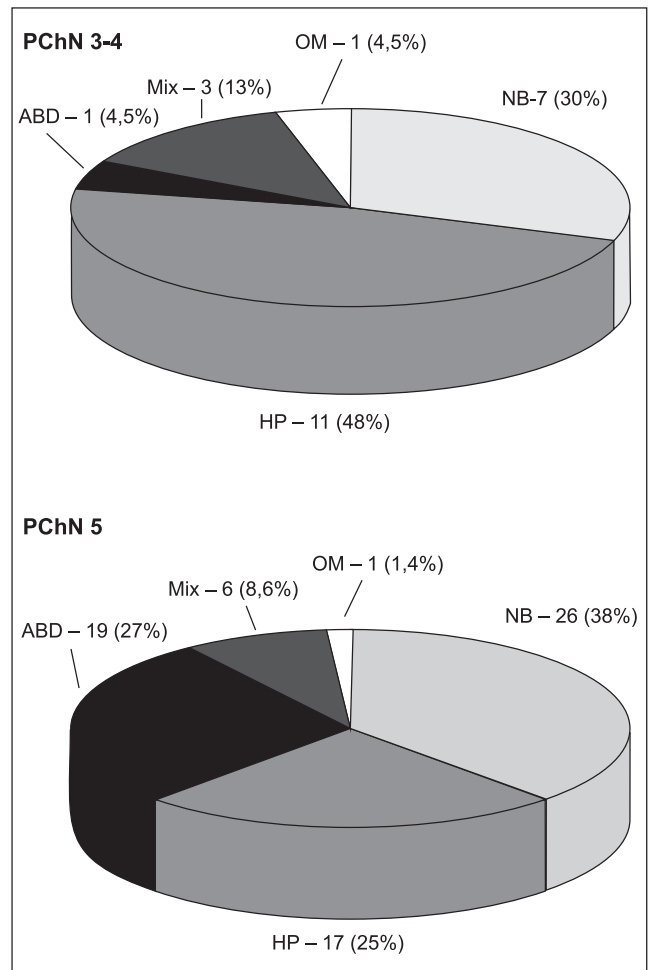 PChN 3-4
OM – 1 (4,5%)
Mix – 3 (13%)
NB-7 (30%)
ABD – 1 (4,5%)
HP – 11 (48%)
PChN 5
OM – 1 (1,4%)
Mix – 6 (8,6%)
NB – 26 (38%)
ABD – 19 (27%)
HP – 17 (25%)